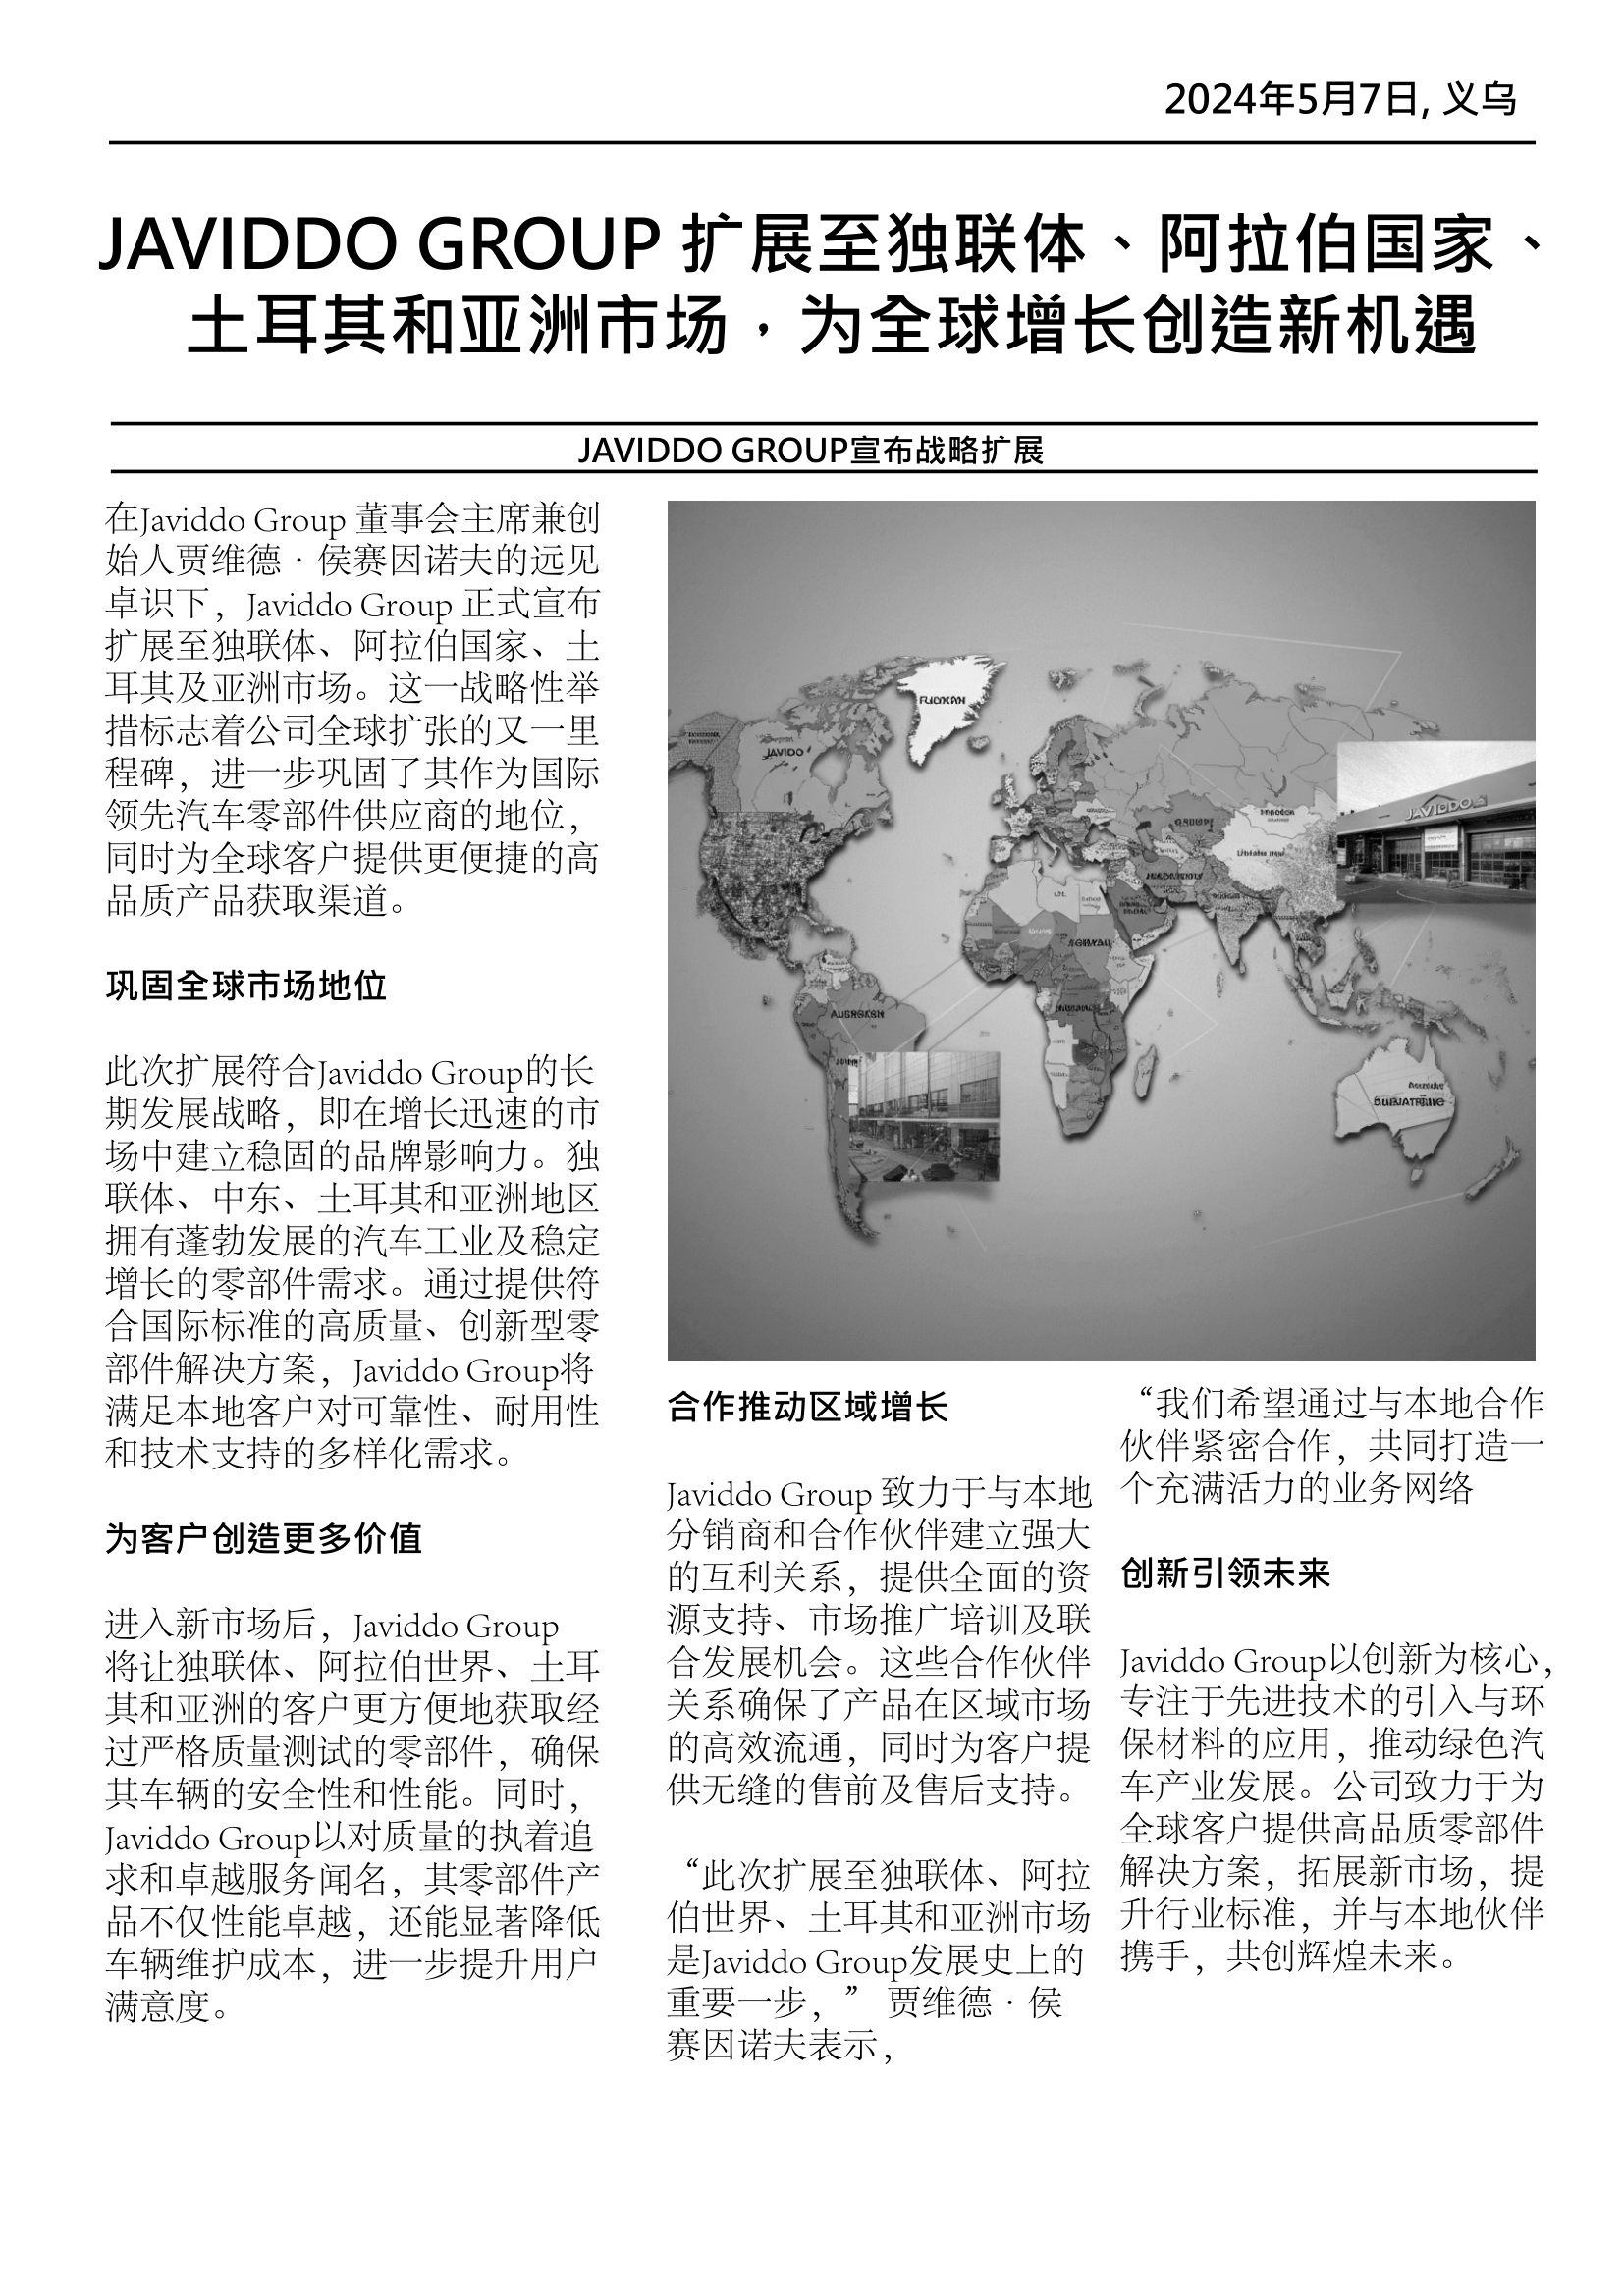 2024年5月7日, 义乌
JAVIDDO GROUP 扩展至独联体、阿拉伯国家、
土耳其和亚洲市场，为全球增长创造新机遇
JAVIDDO GROUP宣布战略扩展
在Javiddo Group 董事会主席兼创
始人贾维德 · 侯赛因诺夫的远见
卓识下，Javiddo Group 正式宣布
扩展至独联体、阿拉伯国家、土
耳其及亚洲市场。这一战略性举
措标志着公司全球扩张的又一里
程碑，进一步巩固了其作为国际
领先汽车零部件供应商的地位，
同时为全球客户提供更便捷的高
品质产品获取渠道。
巩固全球市场地位
此次扩展符合Javiddo Group的长
期发展战略，即在增长迅速的市
场中建立稳固的品牌影响力。独
联体、中东、土耳其和亚洲地区
拥有蓬勃发展的汽车工业及稳定
增长的零部件需求。通过提供符
合国际标准的高质量、创新型零
部件解决方案，Javiddo Group将
满足本地客户对可靠性、耐用性
和技术支持的多样化需求。
为客户创造更多价值
进入新市场后，Javiddo Group
将让独联体、阿拉伯世界、土耳
其和亚洲的客户更方便地获取经
过严格质量测试的零部件，确保
其车辆的安全性和性能。同时，
Javiddo Group以对质量的执着追
求和卓越服务闻名，其零部件产
品不仅性能卓越，还能显著降低
车辆维护成本，进一步提升用户
满意度。
JAVIDO
JAVIDDO
合作推动区域增长
Javiddo Group 致力于与本地
分销商和合作伙伴建立强大
的互利关系，提供全面的资
源支持、市场推广培训及联
合发展机会。这些合作伙伴
关系确保了产品在区域市场
的高效流通，同时为客户提
供无缝的售前及售后支持。
“此次扩展至独联体、阿拉
伯世界、土耳其和亚洲市场
是Javiddo Group发展史上的
重要一步，” 贾维德 · 侯
赛因诺夫表示，
“我们希望通过与本地合作
伙伴紧密合作，共同打造一
个充满活力的业务网络
创新引领未来
Javiddo Group以创新为核心，
专注于先进技术的引入与环
保材料的应用，推动绿色汽
车产业发展。公司致力于为
全球客户提供高品质零部件
解决方案，拓展新市场，提
升行业标准，并与本地伙伴
携手，共创辉煌未来。